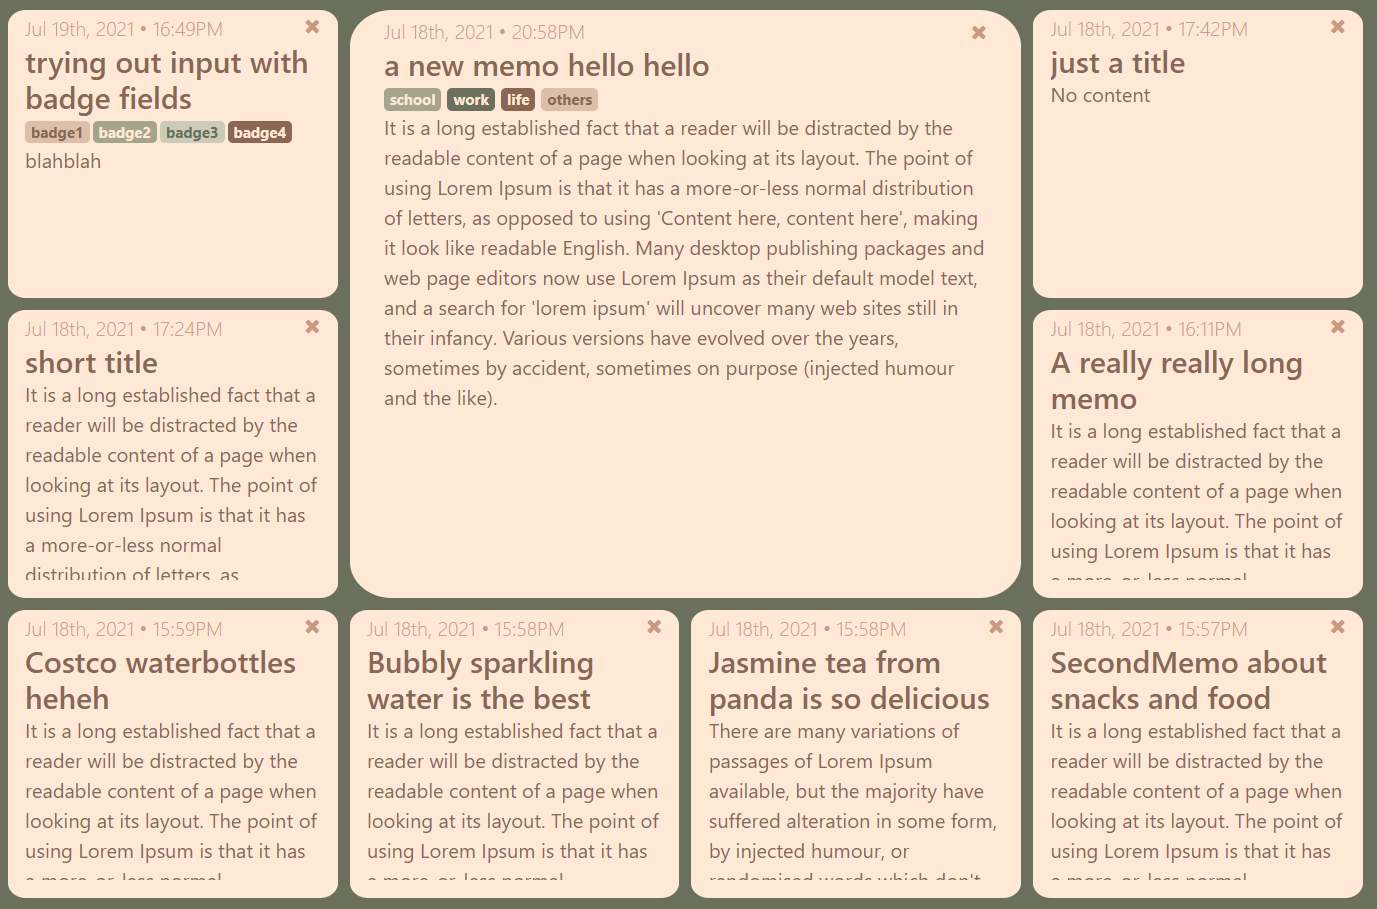 Jul 19th, 2021 • 16:49PM
trying out input with
badge fields
badge1 badge2 badge3 badge4
blahblah
Jul 18th, 2021 • 20:58PM
a new memo hello hello
school work life others
It is a long established fact that a reader will be distracted by the
readable content of a page when looking at its layout. The point of
using Lorem Ipsum is that it has a more-or-less normal distribution
of letters, as opposed to using 'Content here, content here', making
it look like readable English. Many desktop publishing packages and
web page editors now use Lorem Ipsum as their default model text,
and a search for 'lorem ipsum' will uncover many web sites still in
their infancy. Various versions have evolved over the years,
sometimes by accident, sometimes on purpose (injected humour
and the like).
Jul 18th, 2021 • 17:42PM
just a title
No content
Jul 18th, 2021 • 17:24PM
short title
It is a long established fact that a
reader will be distracted by the
readable content of a page when
looking at its layout. The point of
using Lorem Ipsum is that it has
a more-or-less normal
distribution of letters, as
Jul 18th, 2021 • 16:11PM
A really really long
memo
It is a long established fact that a
reader will be distracted by the
readable content of a page when
looking at its layout. The point of
using Lorem Ipsum is that it has
a more-or-less normal
Jul 18th, 2021 • 15:59PM
Costco waterbottles
heheh
It is a long established fact that a
reader will be distracted by the
readable content of a page when
looking at its layout. The point of
using Lorem Ipsum is that it has
a more-or-less normal
Jul 18th, 2021 • 15:58PM
Bubbly sparkling
water is the best
It is a long established fact that a
reader will be distracted by the
readable content of a page when
looking at its layout. The point of
using Lorem Ipsum is that it has
a more-or-less normal
Jul 18th, 2021 • 15:58PM
Jasmine tea from
panda is so delicious
There are many variations of
passages of Lorem Ipsum
available, but the majority have
suffered alteration in some form,
by injected humour, or
randomised words which don't
Jul 18th, 2021 • 15:57PM
SecondMemo about
snacks and food
It is a long established fact that a
reader will be distracted by the
readable content of a page when
looking at its layout. The point of
using Lorem Ipsum is that it has
a more-or-less normal